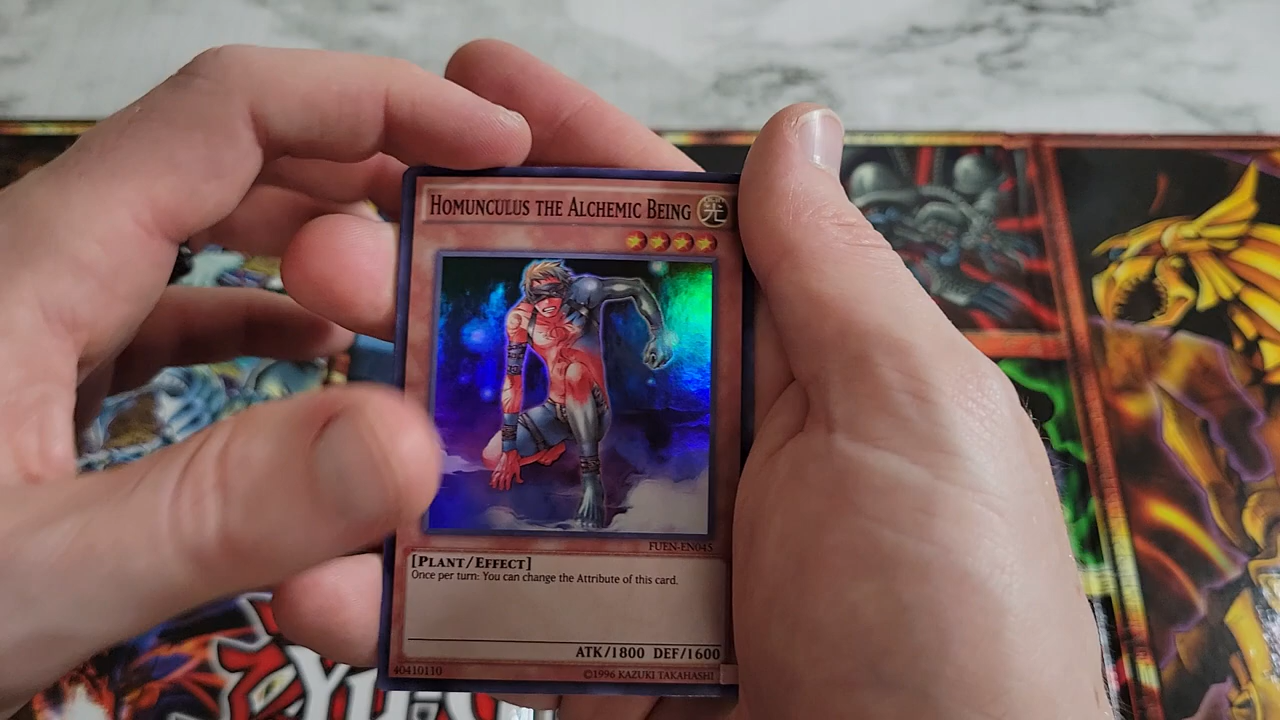 HOMUNCULUS THE ALCHEMIC BEING
光
FUEN-EN045
[PLANT/EFFECT]
Once per turn: You can change the Attribute of this card.
ATK/1800 DEF/1600
40410110
©1996 KAZUKI TAKAHASHI